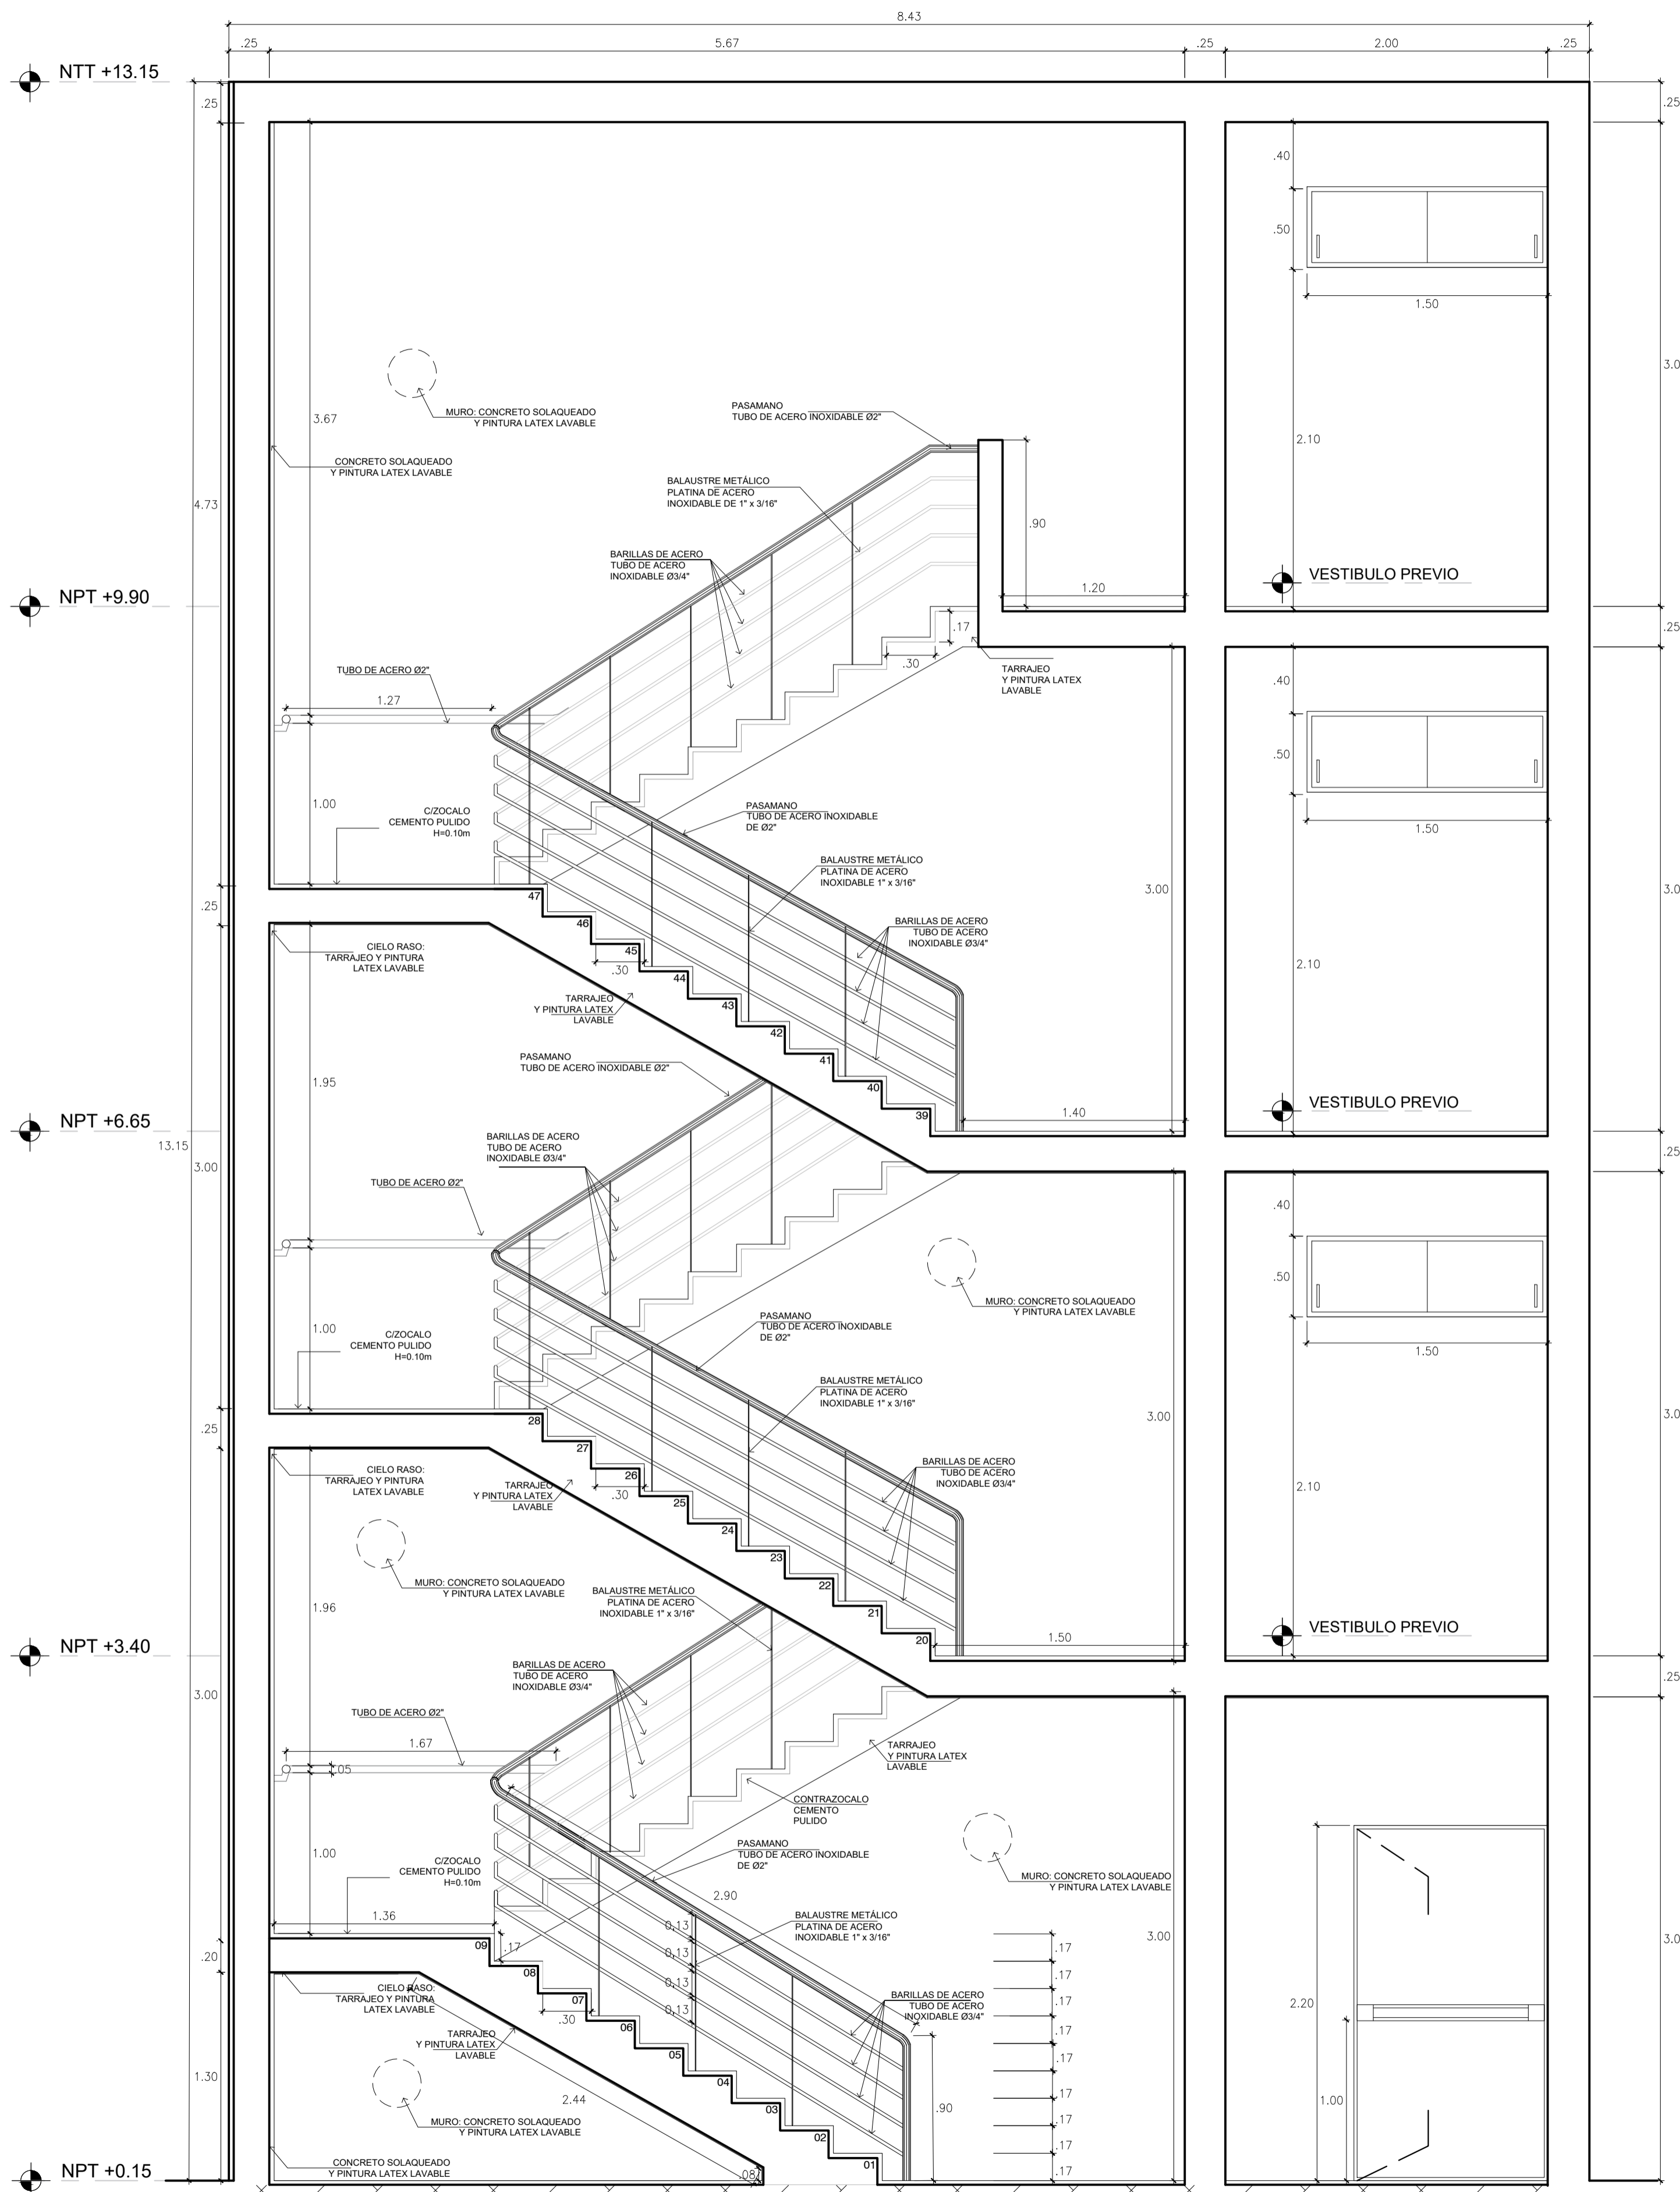 8.43
.25
5.67
.25
2.00
.25
NTT +13.15
.25
.25
.40
.50
1.50
3.0
MURO: CONCRETO SOLAQUEADO
Y PINTURA LATEX LAVABLE
3.67
PASAMANO
TUBO DE ACERO INOXIDABLE Ø2"
2.10
CONCRETO SOLAQUEADO
Y PINTURA LATEX LAVABLE
4.73
BALAUSTRE METÁLICO
PLATINA DE ACERO
INOXIDABLE DE 1" x 3/16"
.90
BARILLAS DE ACERO
TUBO DE ACERO
INOXIDABLE Ø3/4"
VESTIBULO PREVIO
1.20
NPT +9.90
.17
.25
.30
TARRAJEO
Y PINTURA LATEX
LAVABLE
TUBO DE ACERO Ø2"
1.27
.40
.50
1.50
1.00
C/ZOCALO
CEMENTO PULIDO
H=0.10m
PASAMANO
TUBO DE ACERO INOXIDABLE
DE Ø2"
BALAUSTRE METÁLICO
PLATINA DE ACERO
INOXIDABLE 1" x 3/16"
3.00
3.0
.25
47
46
45
44
43
42
41
40
39
BARILLAS DE ACERO
TUBO DE ACERO
INOXIDABLE Ø3/4"
CIELO RASO:
TARRAJEO Y PINTURA
LATEX LAVABLE
.30
2.10
TARRAJEO
Y PINTURA LATEX
LAVABLE
PASAMANO
TUBO DE ACERO INOXIDABLE Ø2"
1.95
VESTIBULO PREVIO
1.40
NPT +6.65
13.15
3.00
BARILLAS DE ACERO
TUBO DE ACERO
INOXIDABLE Ø3/4"
.25
TUBO DE ACERO Ø2"
.40
.50
1.50
MURO: CONCRETO SOLAQUEADO
Y PINTURA LATEX LAVABLE
1.00
C/ZOCALO
CEMENTO PULIDO
H=0.10m
PASAMANO
TUBO DE ACERO INOXIDABLE
DE Ø2"
BALAUSTRE METÁLICO
PLATINA DE ACERO
INOXIDABLE 1" x 3/16"
3.00
3.0
.25
28
27
26
25
24
23
22
21
20
CIELO RASO:
TARRAJEO Y PINTURA
LATEX LAVABLE
BARILLAS DE ACERO
TUBO DE ACERO
INOXIDABLE Ø3/4"
.30
2.10
TARRAJEO
Y PINTURA LATEX
LAVABLE
MURO: CONCRETO SOLAQUEADO
Y PINTURA LATEX LAVABLE
1.96
BALAUSTRE METÁLICO
PLATINA DE ACERO
INOXIDABLE 1" x 3/16"
VESTIBULO PREVIO
1.50
NPT +3.40
3.00
BARILLAS DE ACERO
TUBO DE ACERO
INOXIDABLE Ø3/4"
.25
TUBO DE ACERO Ø2"
1.67
.05
TARRAJEO
Y PINTURA LATEX
LAVABLE
CONTRAZOCALO
CEMENTO
PULIDO
1.00
C/ZOCALO
CEMENTO PULIDO
H=0.10m
PASAMANO
TUBO DE ACERO INOXIDABLE
DE Ø2"
MURO: CONCRETO SOLAQUEADO
Y PINTURA LATEX LAVABLE
2.90
1.36
BALAUSTRE METÁLICO
PLATINA DE ACERO
INOXIDABLE 1" x 3/16"
0,13
0,13
0,13
0,13
3.00
3.0
.20
09
.17
08
07
06
05
04
03
02
01
.17
.17
.17
.17
.17
.17
.17
.17
.17
CIELO RASO:
TARRAJEO Y PINTURA
LATEX LAVABLE
BARILLAS DE ACERO
TUBO DE ACERO
INOXIDABLE Ø3/4"
.30
2.20
TARRAJEO
Y PINTURA LATEX
LAVABLE
1.30
2.44
.90
1.00
MURO: CONCRETO SOLAQUEADO
Y PINTURA LATEX LAVABLE
CONCRETO SOLAQUEADO
Y PINTURA LATEX LAVABLE
.08
NPT +0.15